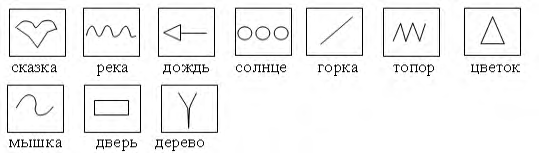 сказка река дождь солнце горка топор цветок
мышка дверь дерево